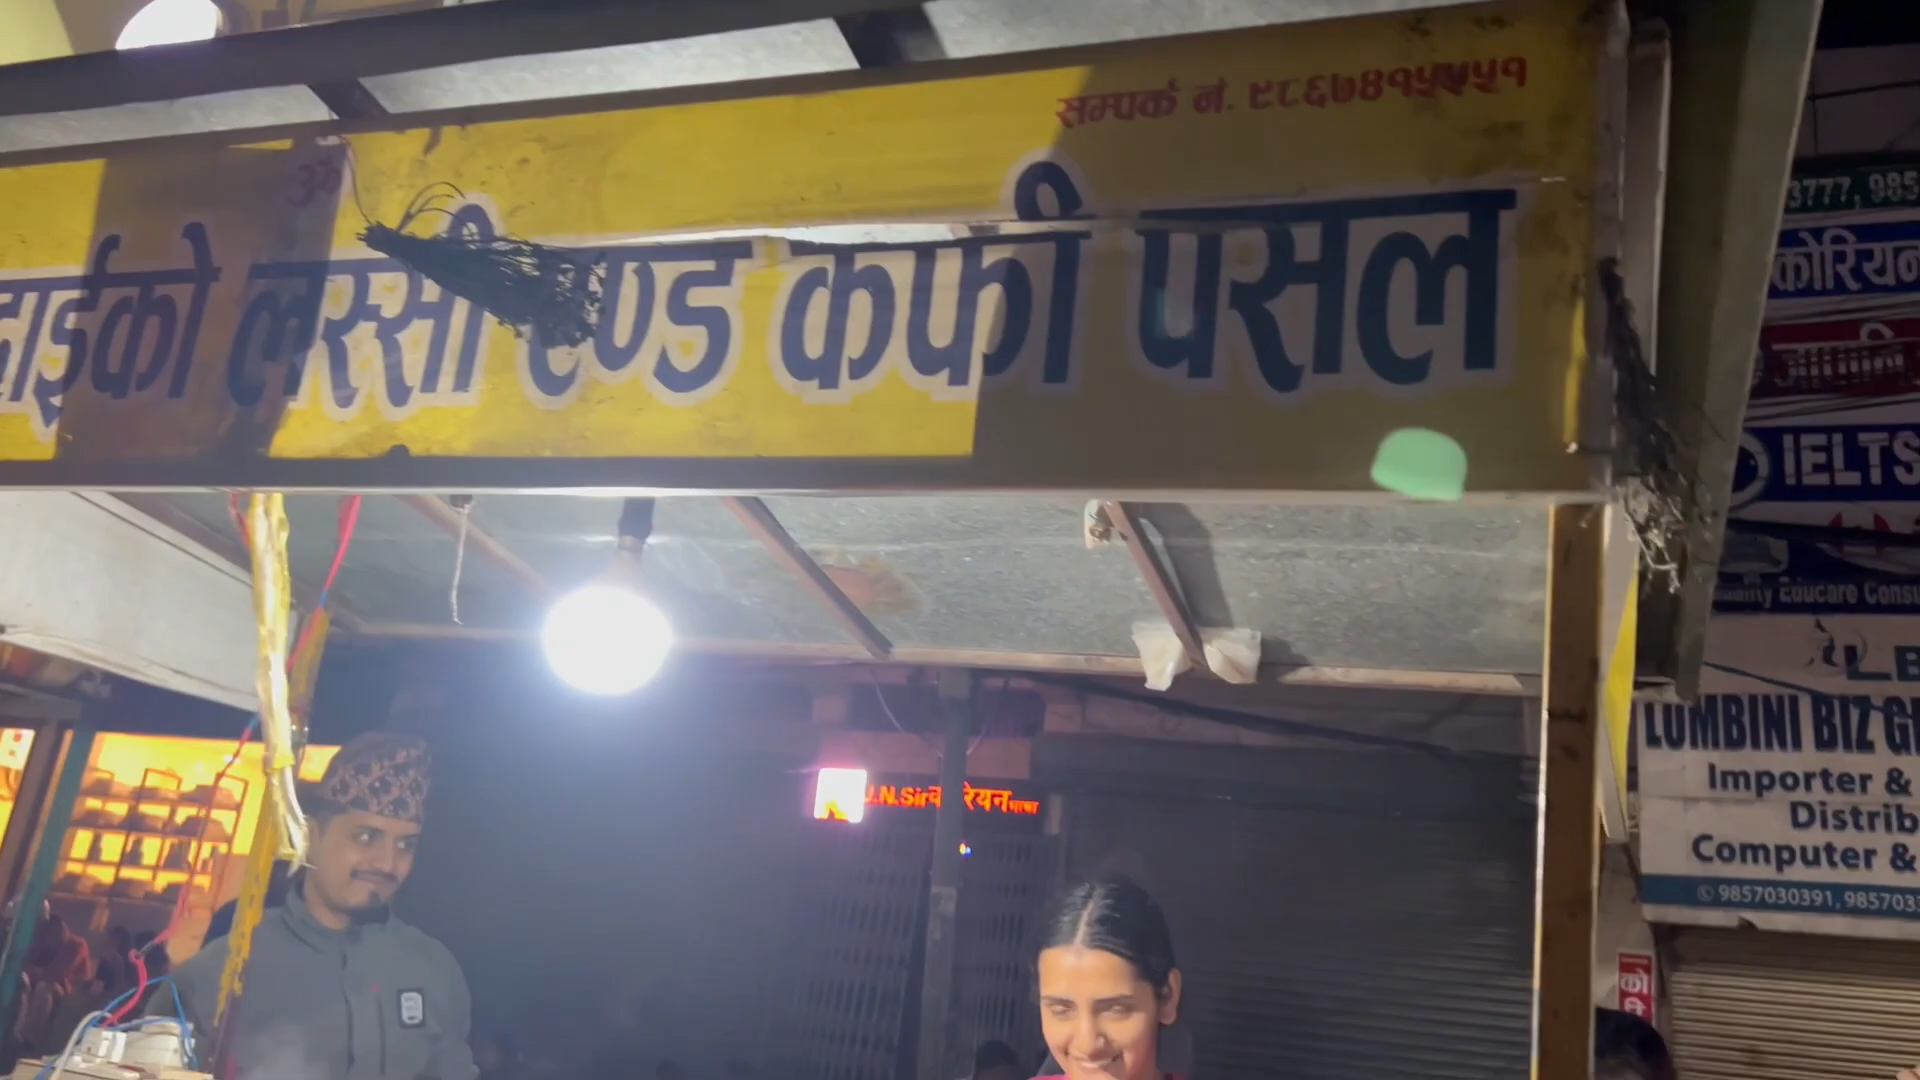 सम्पर्क नं. ९८६७४१५५५१
ॐ
दाईको लस्सी एण्ड कफी पसल
3777, 985
कोरियन
IELTS
Educare Consu
LUMBINI BIZ
Importer &
Distrib
Computer &
9857030391, 985703
J.N.Sir कोरियन भाषा
को